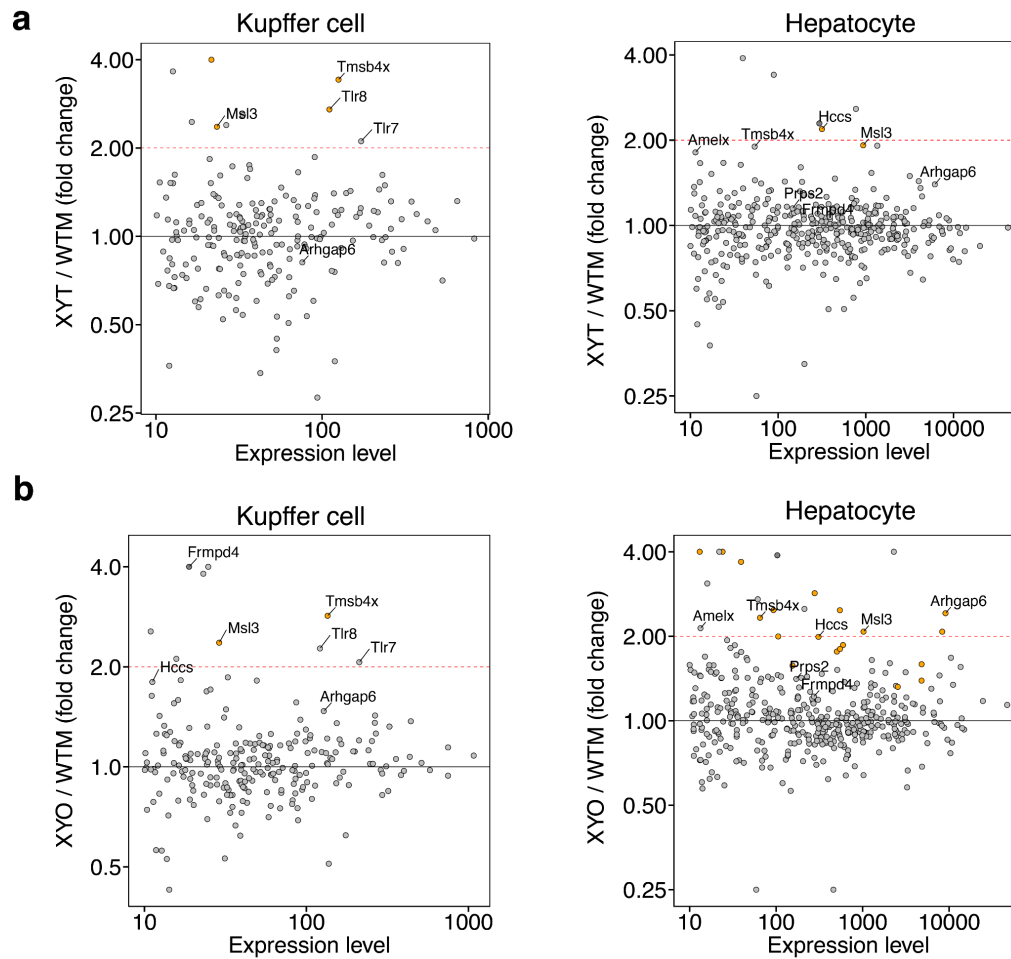 a
Kupffer cell
XYT / WTM (fold change)
4.00
2.00
1.00
0.50
0.25
Tmsb4x
Tlr8
Msl3
Tlr7
Arhgap6
10
100
1000
Expression level
Hepatocyte
XYT / WTM (fold change)
4.00
2.00
1.00
0.50
0.25
Hccs
Amelx
Tmsb4x
Msl3
Arhgap6
Prps2
Frmpd4
10
100
1000
10000
Expression level
b
Kupffer cell
XYO / WTM (fold change)
4.0
2.0
1.0
0.5
Frmpd4
Tmsb4x
Msl3
Tlr8
Tlr7
Hccs
Arhgap6
10
100
1000
Expression level
Hepatocyte
XYO / WTM (fold change)
4.00
2.00
1.00
0.50
0.25
Amelx
Tmsb4x
Hccs
Msl3
Arhgap6
Prps2
Frmpd4
10
100
1000
10000
Expression level